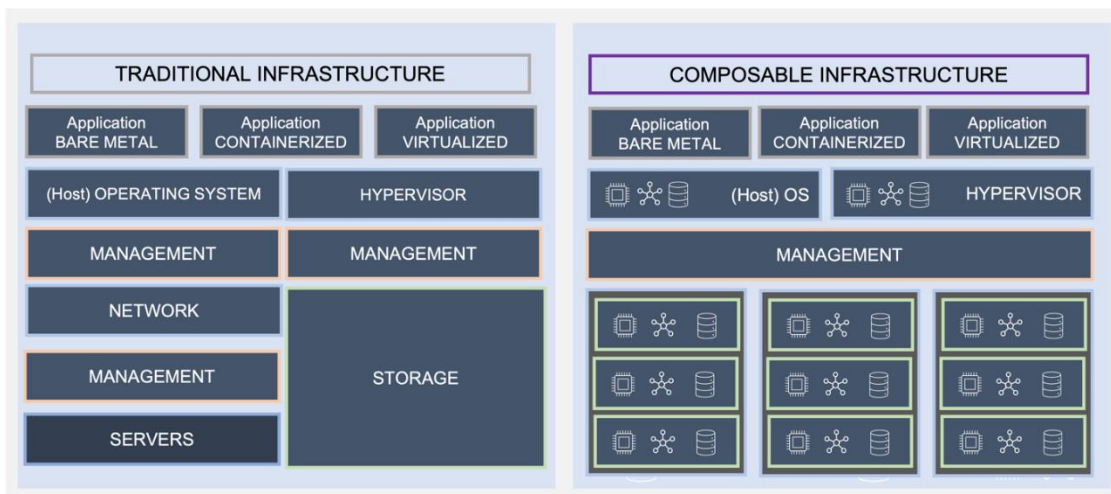 TRADITIONAL INFRASTRUCTURE
Application
BARE METAL
Application
CONTAINERIZED
Application
VIRTUALIZED
(Host) OPERATING SYSTEM
HYPERVISOR
MANAGEMENT
MANAGEMENT
NETWORK
MANAGEMENT
STORAGE
SERVERS
COMPOSABLE INFRASTRUCTURE
Application
BARE METAL
Application
CONTAINERIZED
Application
VIRTUALIZED
(Host) OS
HYPERVISOR
MANAGEMENT